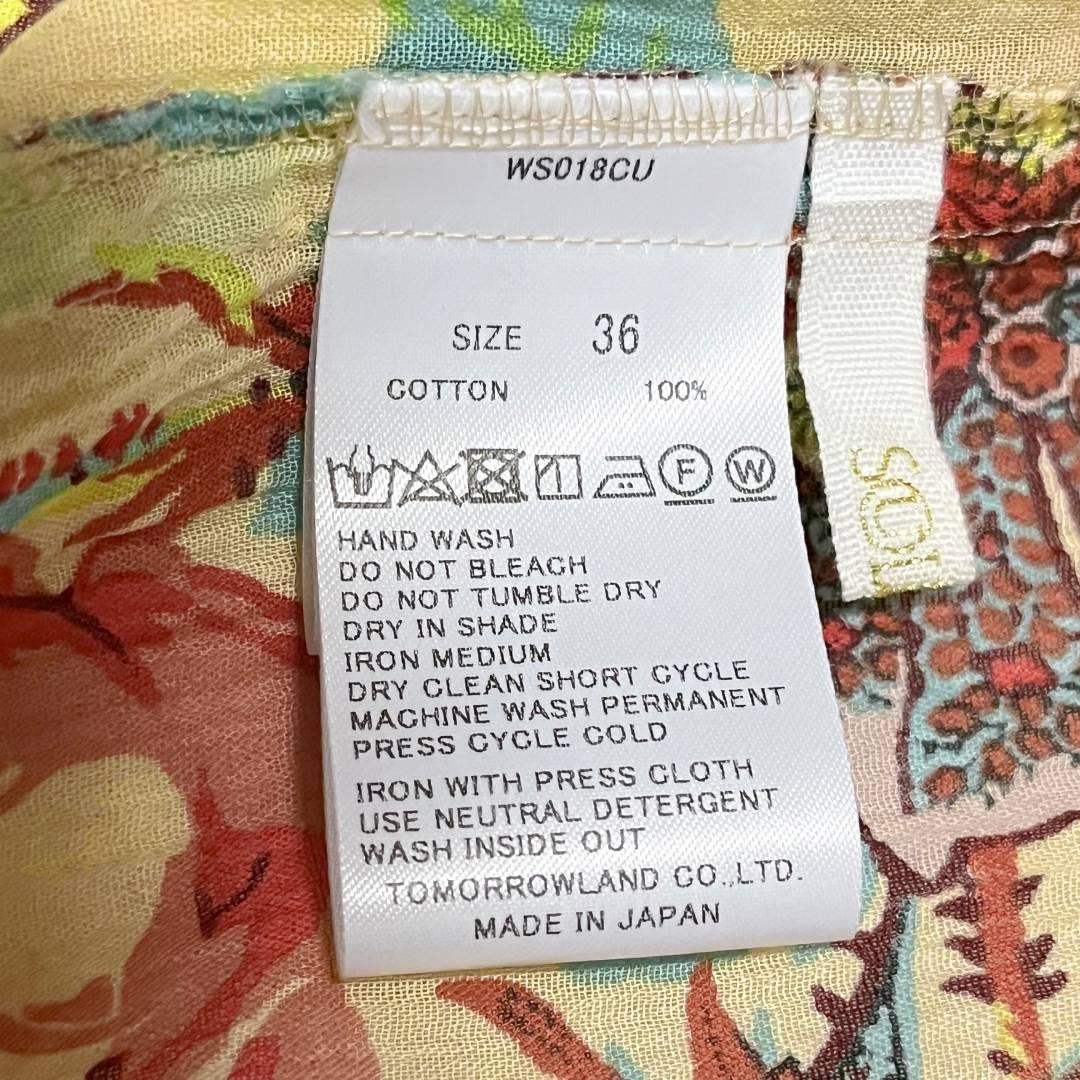 WS018CU
SIZE 36
COTTON 100%
F W
HAND WASH
DO NOT BLEACH
DO NOT TUMBLE DRY
DRY IN SHADE
IRON MEDIUM
DRY CLEAN SHORT CYCLE
MACHINE WASH PERMANENT
PRESS CYCLE COLD
IRON WITH PRESS CLOTH
USE NEUTRAL DETERGENT
WASH INSIDE OUT
TOMORROWLAND CO.,LTD.
MADE IN JAPAN